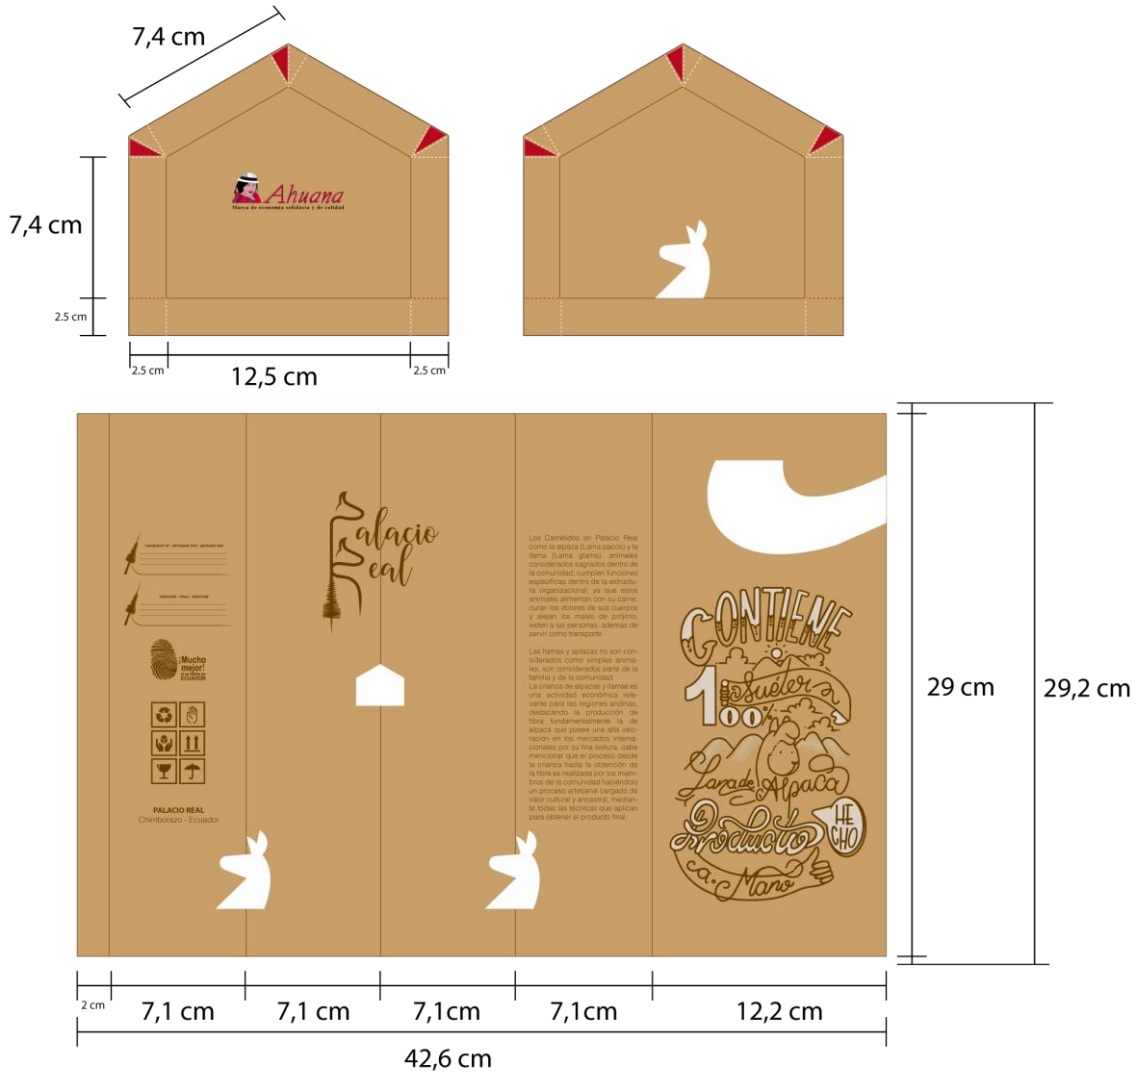 7,4 cm
7,4 cm
2.5 cm
2.5 cm
12,5 cm
2.5 cm
Ahuana
Marca de economía solidaria y de calidad
¡Mucho
mejor!
ECUADOR
PALACIO REAL
Chimborazo - Ecuador
Palacio
Real
Los Camélidos en Palacio Real
como la alpaca (Lama pacos) y la
llama (Lama glama), animales
considerados sagrados dentro de
la comunidad, cumplen funciones
específicas dentro de la estructu-
ra organizacional, ya que estos
animales alimentan con su carne,
curan los dolores de sus cuerpos
y alejan los males de prójimo,
visten a las personas, ademas de
servir como transporte.
Las llamas y aplacas no son con-
siderados como simples anima-
les, son considerados parte de la
familia y de la comunidad.
La crianza de alpacas y llamas es
una actividad económica rele-
vante para las regiones andinas,
destacando la producción de
fibra fundamentalmente la de
alpaca que posee una alta valo-
ración en los mercados interna-
cionales por su fina textura, cabe
mencionar que el proceso desde
la crianza hasta la obtención de
la fibra es realizada por los miem-
bros de la comunidad haciéndolo
un proceso artesanal cargado de
valor cultural y ancestral, median-
te todas las técnicas que aplican
para obtener el producto final.
CONTIENE
1 Suéter
100%
Lana de Alpaca
Producto
HE
CHO
a Mano
29 cm
29,2 cm
2 cm
7,1 cm
7,1 cm
7,1cm
7,1cm
12,2 cm
42,6 cm